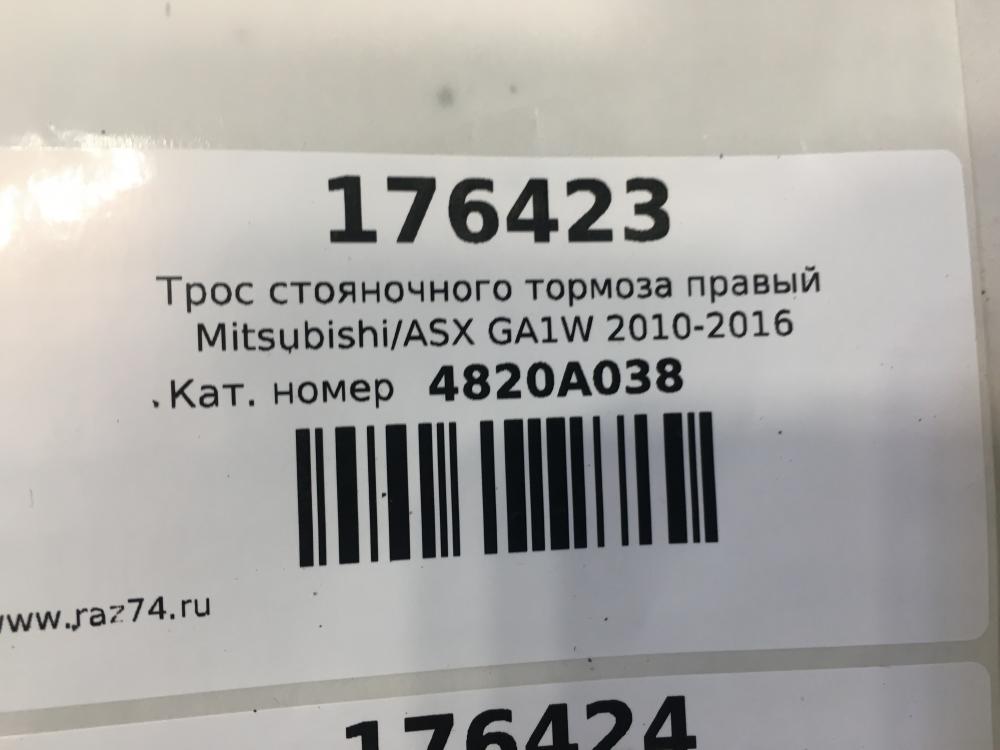 176423
Трос стояночного тормоза правый
Mitsubishi/ASX GA1W 2010-2016
.Кат. номер 4820A038
www.raz74.ru
176424